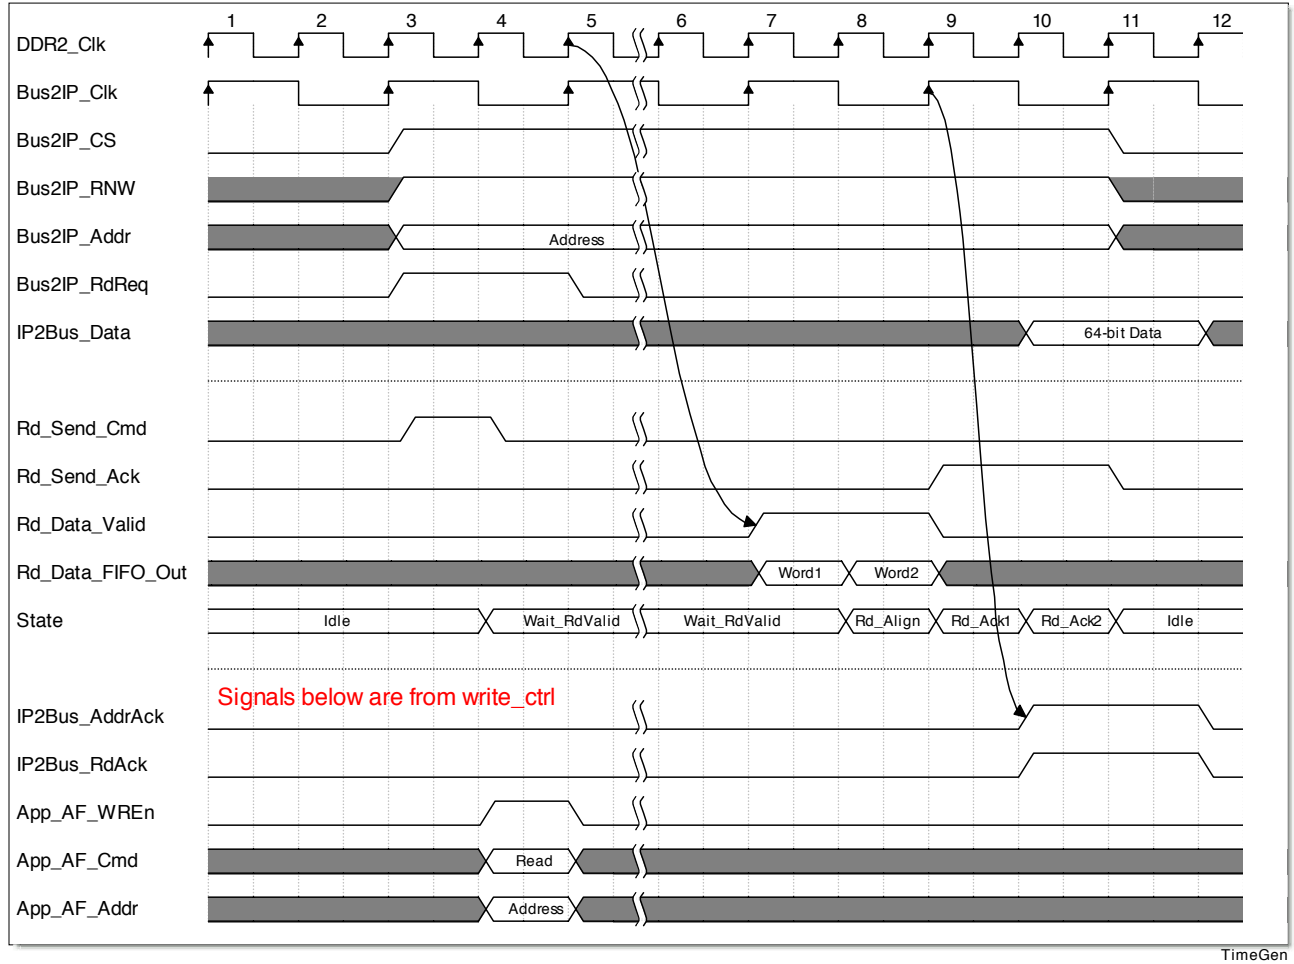 1 2 3 4 5 6 7 8 9 10 11 12
DDR2_Clk
Bus2IP_Clk
Bus2IP_CS
Bus2IP_RNW
Bus2IP_Addr Address
Bus2IP_RdReq
IP2Bus_Data 64-bit Data
Rd_Send_Cmd
Rd_Send_Ack
Rd_Data_Valid
Rd_Data_FIFO_Out Word1 Word2
State Idle Wait_RdValid Wait_RdValid Rd_Align Rd_Ack1 Rd_Ack2 Idle
Signals below are from write_ctrl
IP2Bus_AddrAck
IP2Bus_RdAck
App_AF_WREn
App_AF_Cmd Read
App_AF_Addr Address
TimeGen